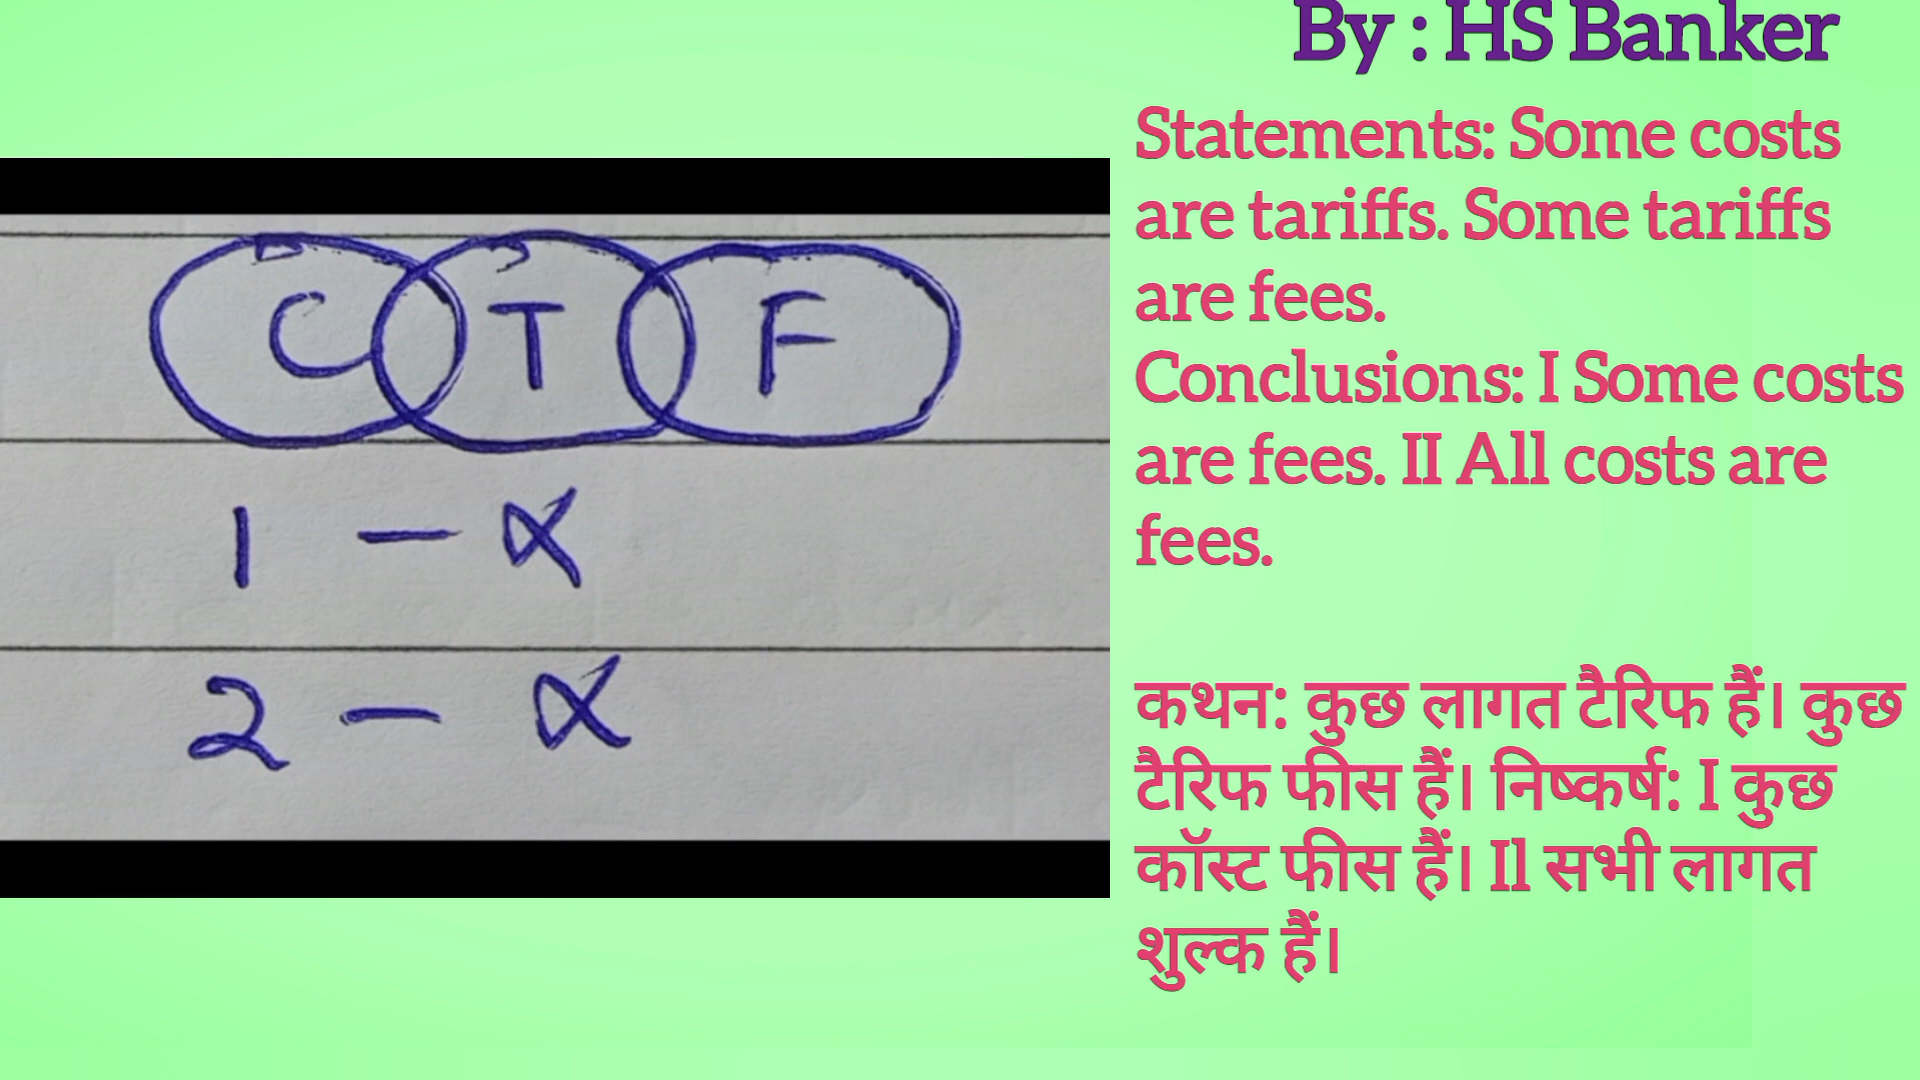 By : HS Banker
Statements: Some costs
are tariffs. Some tariffs
are fees.
Conclusions: I Some costs
are fees. II All costs are
fees.
कथन: कुछ लागत टैरिफ हैं। कुछ
टैरिफ फीस हैं। निष्कर्ष: I कुछ
कॉस्ट फीस हैं। Il सभी लागत
शुल्क हैं।
C T F
1 - x
2 - x